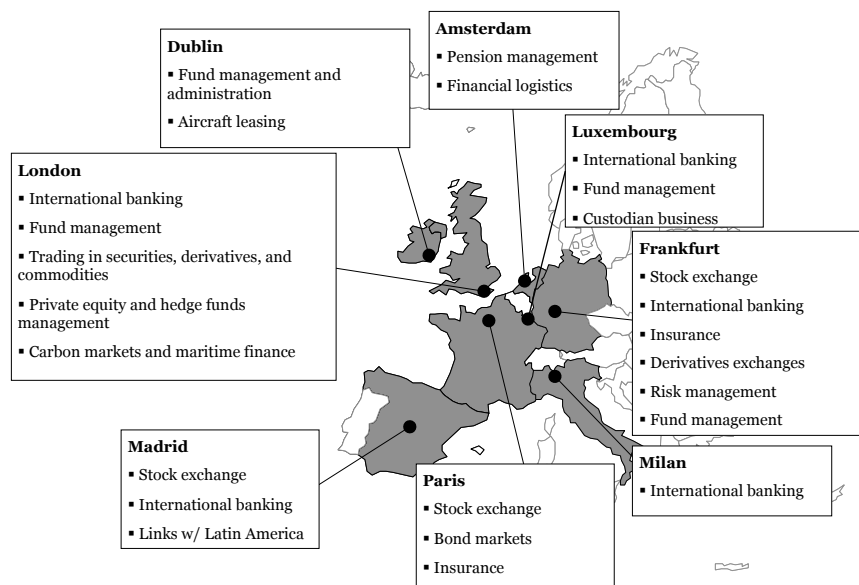 Dublin
▪ Fund management and
administration
▪ Aircraft leasing
Amsterdam
▪ Pension management
▪ Financial logistics
Luxembourg
▪ International banking
▪ Fund management
▪ Custodian business
London
▪ International banking
▪ Fund management
▪ Trading in securities, derivatives, and
commodities
▪ Private equity and hedge funds
management
▪ Carbon markets and maritime finance
Frankfurt
▪ Stock exchange
▪ International banking
▪ Insurance
▪ Derivatives exchanges
▪ Risk management
▪ Fund management
Madrid
▪ Stock exchange
▪ International banking
▪ Links w/ Latin America
Paris
▪ Stock exchange
▪ Bond markets
▪ Insurance
Milan
▪ International banking